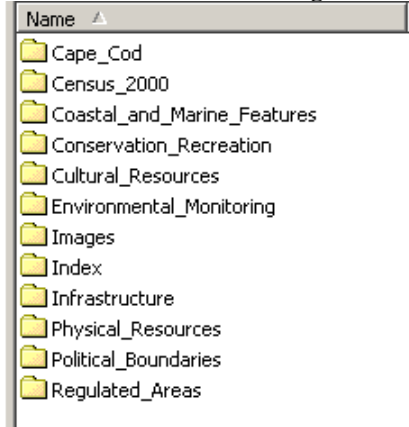 Name
Cape_Cod
Census_2000
Coastal_and_Marine_Features
Conservation_Recreation
Cultural_Resources
Environmental_Monitoring
Images
Index
Infrastructure
Physical_Resources
Political_Boundaries
Regulated_Areas